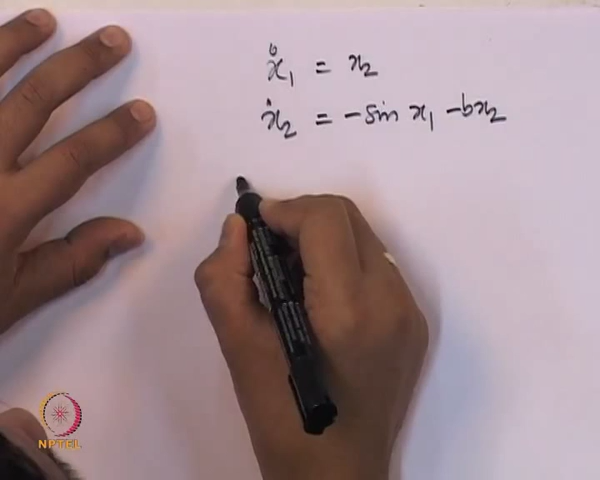 ẋ₁ = x₂
ẋ₂ = -sin x₁ -bx₂
NPTEL